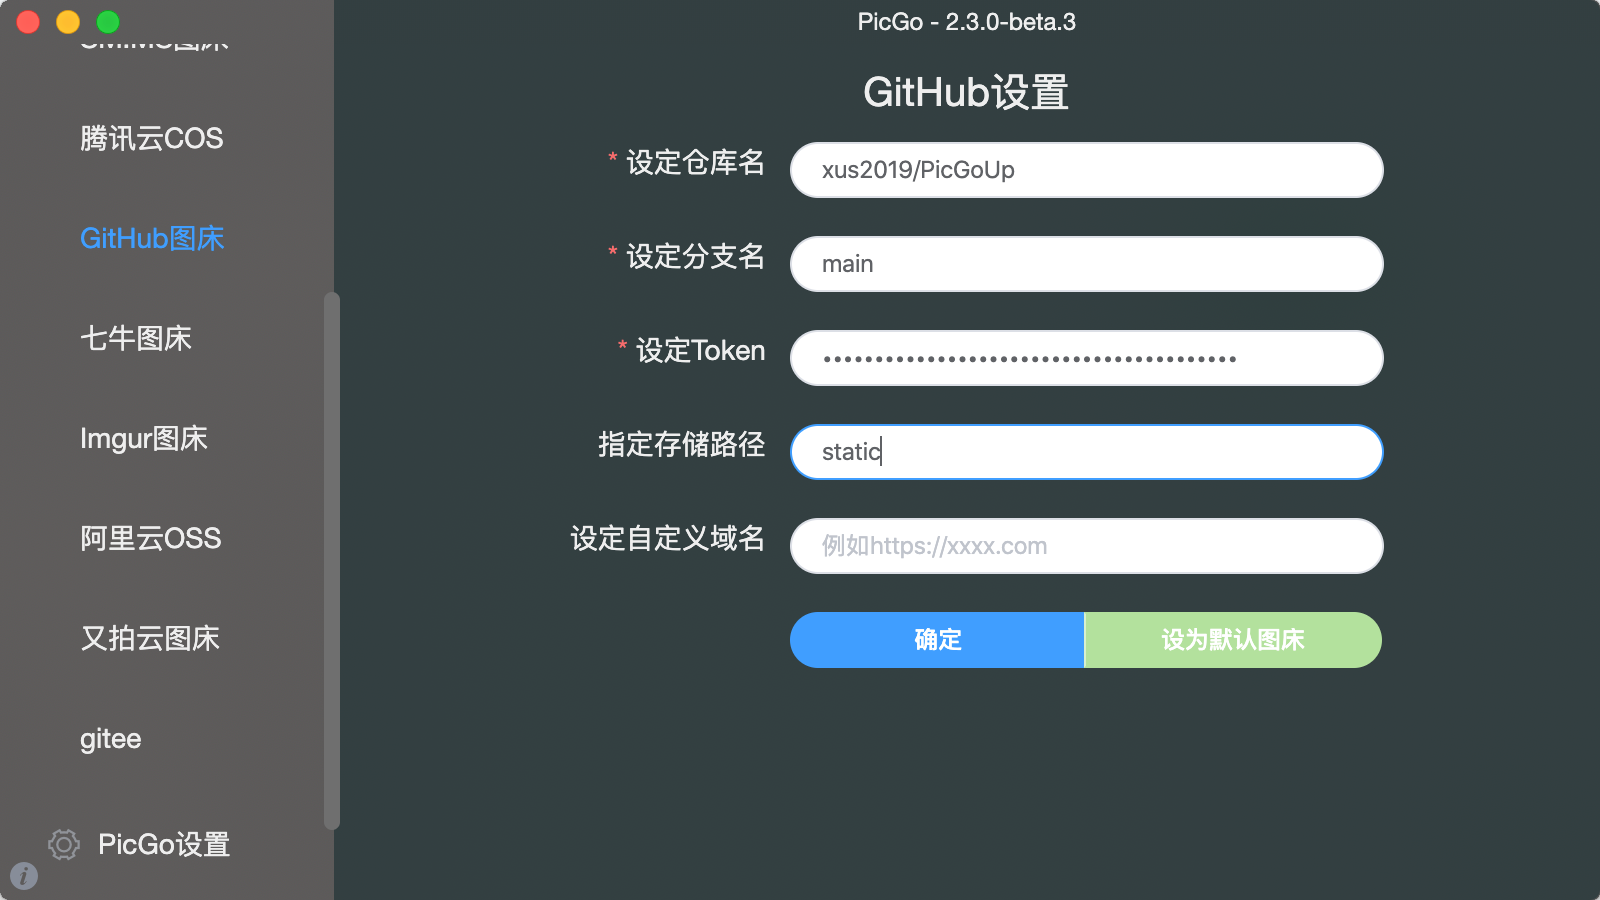 PicGo - 2.3.0-beta.3
腾讯云COS
GitHub图床
七牛图床
Imgur图床
阿里云OSS
又拍云图床
gitee
PicGo设置
GitHub设置
* 设定仓库名
xus2019/PicGoUp
* 设定分支名
main
* 设定Token
••••••••••••••••••••••••••••••••••••••••
指定存储路径
static
设定自定义域名
例如https://xxxx.com
确定
设为默认图床